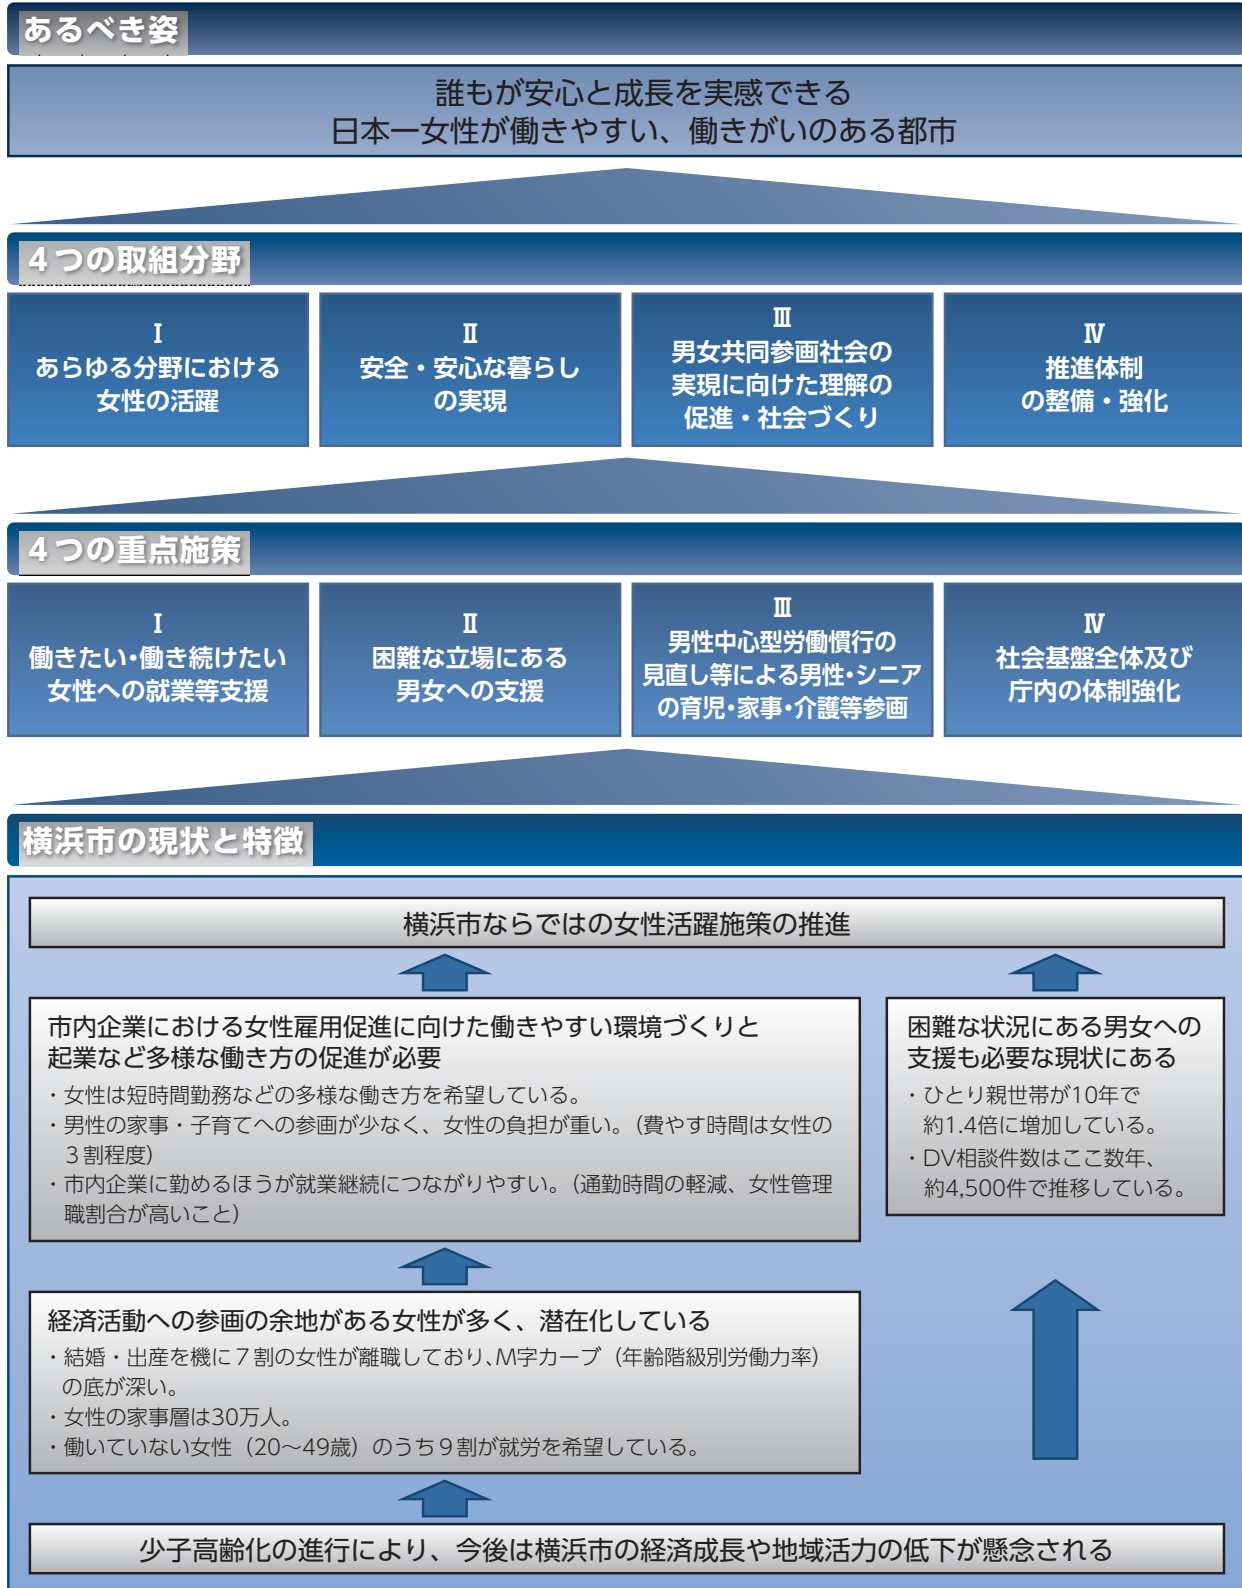 あるべき姿
誰もが安心と成長を実感できる
日本一女性が働きやすい、働きがいのある都市
４つの取組分野
Ⅰ
あらゆる分野における
女性の活躍
Ⅱ
安全・安心な暮らし
の実現
Ⅲ
男女共同参画社会の
実現に向けた理解の
促進・社会づくり
Ⅳ
推進体制
の整備・強化
４つの重点施策
Ⅰ
働きたい・働き続けたい
女性への就業等支援
Ⅱ
困難な立場にある
男女への支援
Ⅲ
男性中心型労働慣行の
見直し等による男性・シニア
の育児・家事・介護等参画
Ⅳ
社会基盤全体及び
庁内の体制強化
横浜市の現状と特徴
横浜市ならではの女性活躍施策の推進
市内企業における女性雇用促進に向けた働きやすい環境づくりと
起業など多様な働き方の促進が必要
・女性は短時間勤務などの多様な働き方を希望している。
・男性の家事・子育てへの参画が少なく、女性の負担が重い。（費やす時間は女性の
３割程度）
・市内企業に勤めるほうが就業継続につながりやすい。（通勤時間の軽減、女性管理
職割合が高いこと）
困難な状況にある男女への
支援も必要な現状にある
・ひとり親世帯が10年で
約1.4倍に増加している。
・DV相談件数はここ数年、
約4,500件で推移している。
経済活動への参画の余地がある女性が多く、潜在化している
・結婚・出産を機に７割の女性が離職しており、M字カーブ（年齢階級別労働力率）
の底が深い。
・女性の家事層は30万人。
・働いていない女性（20～49歳）のうち９割が就労を希望している。
少子高齢化の進行により、今後は横浜市の経済成長や地域活力の低下が懸念される